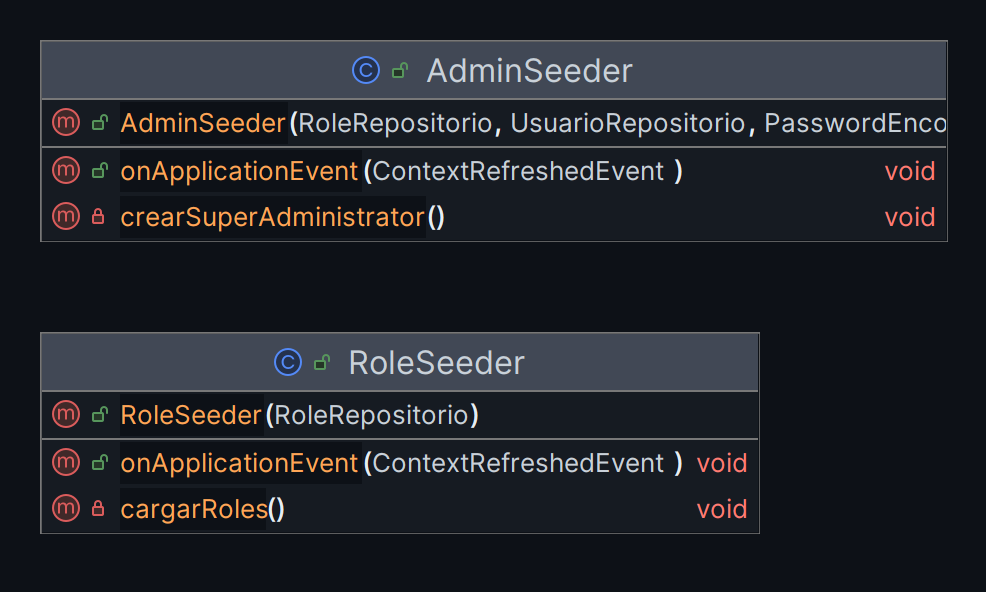 AdminSeeder
AdminSeeder(RoleRepositorio, UsuarioRepositorio, PasswordEnco
onApplicationEvent(ContextRefreshedEvent ) void
crearSuperAdministrator() void
RoleSeeder
RoleSeeder(RoleRepositorio)
onApplicationEvent(ContextRefreshedEvent ) void
cargarRoles() void